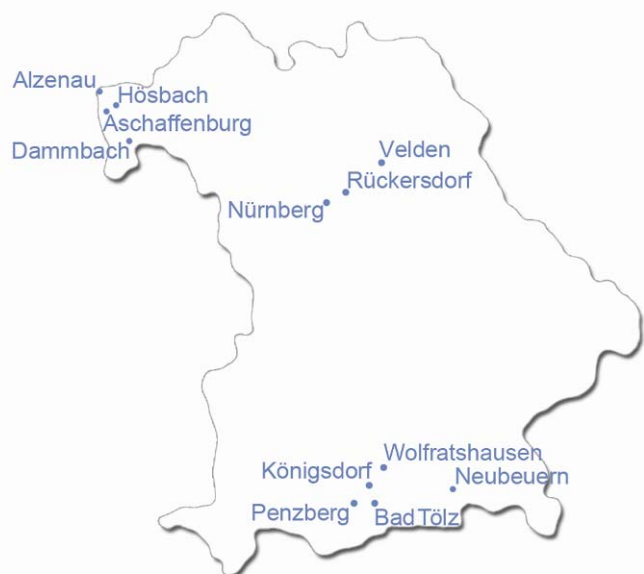 Alzenau
Hösbach
Aschaffenburg
Dammbach
Velden
Rückersdorf
Nürnberg
Wolfratshausen
Königsdorf
Neubeuern
Penzberg
Bad Tölz